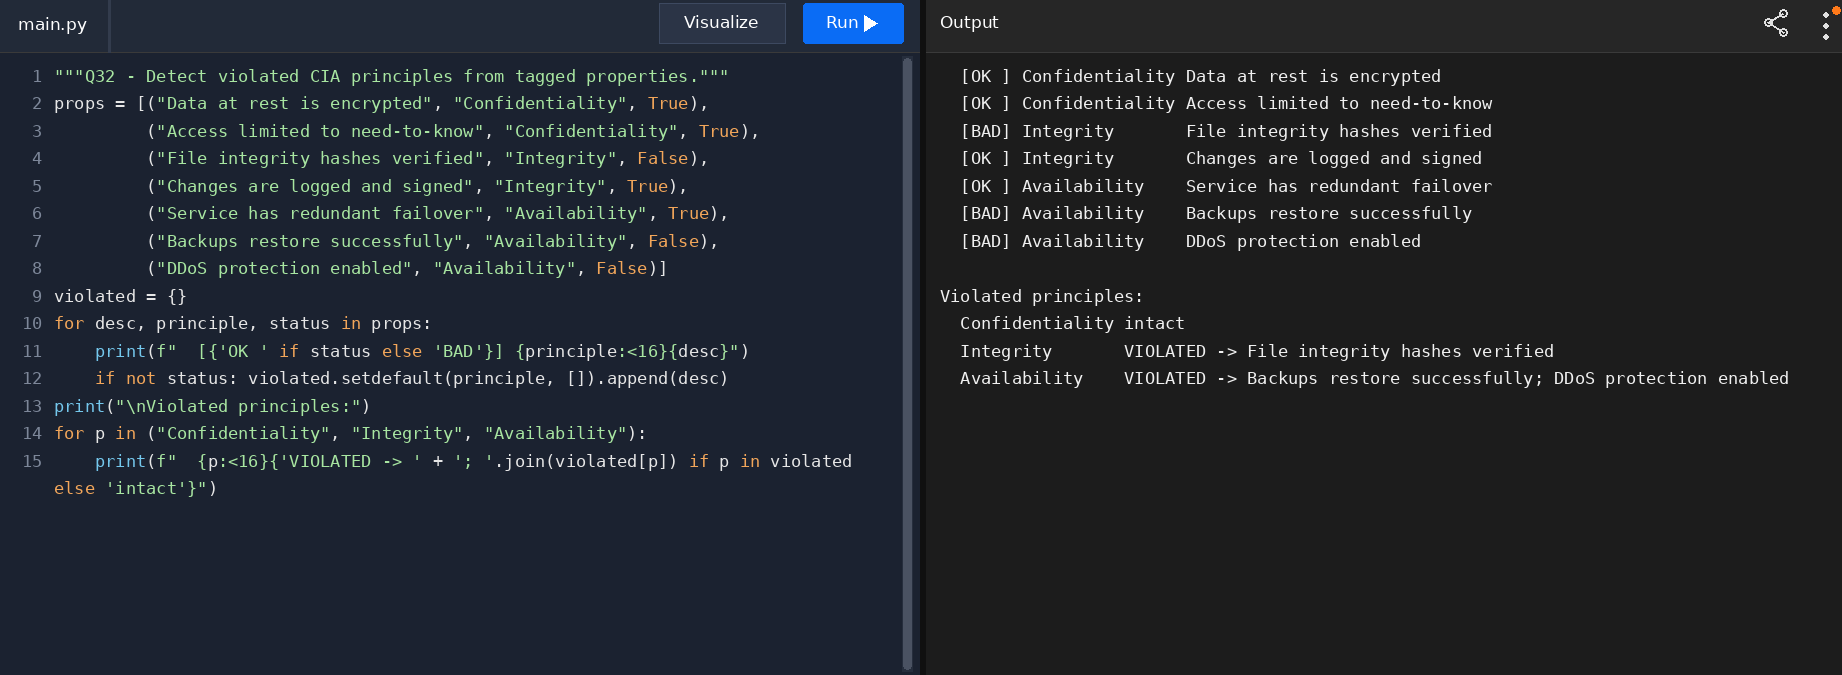 main.py
Visualize
Run
1 """Q32 - Detect violated CIA principles from tagged properties."""
2 props = [("Data at rest is encrypted", "Confidentiality", True),
3          ("Access limited to need-to-know", "Confidentiality", True),
4          ("File integrity hashes verified", "Integrity", False),
5          ("Changes are logged and signed", "Integrity", True),
6          ("Service has redundant failover", "Availability", True),
7          ("Backups restore successfully", "Availability", False),
8          ("DDoS protection enabled", "Availability", False)]
9 violated = {}
10 for desc, principle, status in props:
11     print(f"  [{'OK ' if status else 'BAD'}] {principle:<16}{desc}")
12     if not status: violated.setdefault(principle, []).append(desc)
13 print("\nViolated principles:")
14 for p in ("Confidentiality", "Integrity", "Availability"):
15     print(f"  {p:<16}{'VIOLATED -> ' + '; '.join(violated[p]) if p in violated
else 'intact'}")
Output
  [OK ] Confidentiality Data at rest is encrypted
  [OK ] Confidentiality Access limited to need-to-know
  [BAD] Integrity       File integrity hashes verified
  [OK ] Integrity       Changes are logged and signed
  [OK ] Availability    Service has redundant failover
  [BAD] Availability    Backups restore successfully
  [BAD] Availability    DDoS protection enabled

Violated principles:
  Confidentiality intact
  Integrity       VIOLATED -> File integrity hashes verified
  Availability    VIOLATED -> Backups restore successfully; DDoS protection enabled